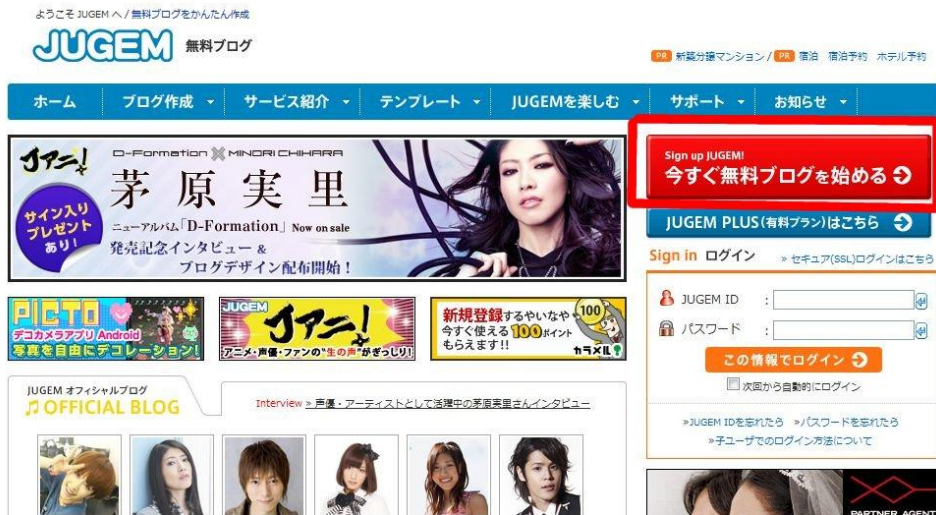 ようこそ JUGEM へ / 無料ブログをかんたん作成
JUGEM 無料ブログ
PR 新築分譲マンション / PR 宿泊 宿泊予約 ホテル予約
ホーム ブログ作成 サービス紹介 テンプレート JUGEMを楽しむ サポート お知らせ
ファニ!
サイン入り
プレゼント
あり!
D-Formation × MINORI CHIHARA
茅原実里
ニューアルバム「D-Formation」 Now on sale
発売記念インタビュー &
ブログデザイン配布開始!
Sign up JUGEM!
今すぐ無料ブログを始める
JUGEM PLUS(有料プラン)はこちら
Sign in ログイン » セキュア(SSL)ログインはこちら
JUGEM ID :
パスワード :
この情報でログイン
次回から自動的にログイン
»JUGEM IDを忘れたら »パスワードを忘れたら
»子ユーザでのログイン方法について
PICTO
デコカメラアプリ Android
写真を自由にデコレーション!
JUGEM
ファニ!
アニメ・声優・ファンの"生の声"がぎっしり!
新規登録するやいなや
今すぐ使える100ポイント
もらえます!!
100
カラメル
JUGEM オフィシャルブログ
OFFICIAL BLOG
Interview » 声優・アーティストとして活躍中の茅原実里さんインタビュー
PARTNER AGENT